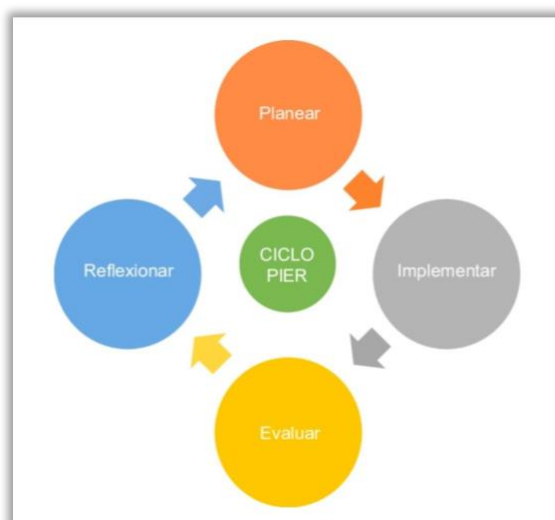 Planear
Implementar
Evaluar
Reflexionar
CICLO
PIER